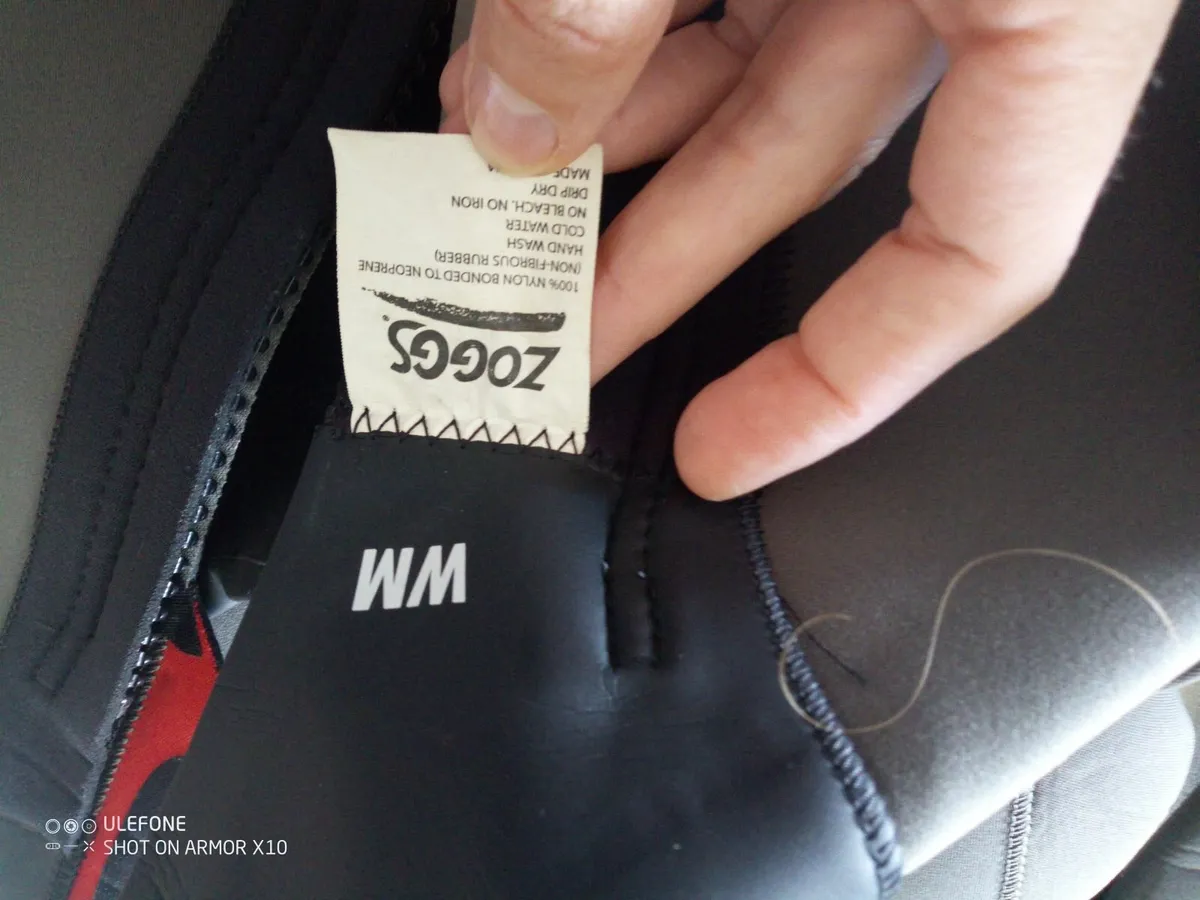 ZOGGS®
100% NYLON BONDED TO NEOPRENE
(NON-FIBROUS RUBBER)
HAND WASH
COLD WATER
NO BLEACH. NO IRON
DRIP DRY
MADE
WM
ULEFONE
SHOT ON ARMOR X10